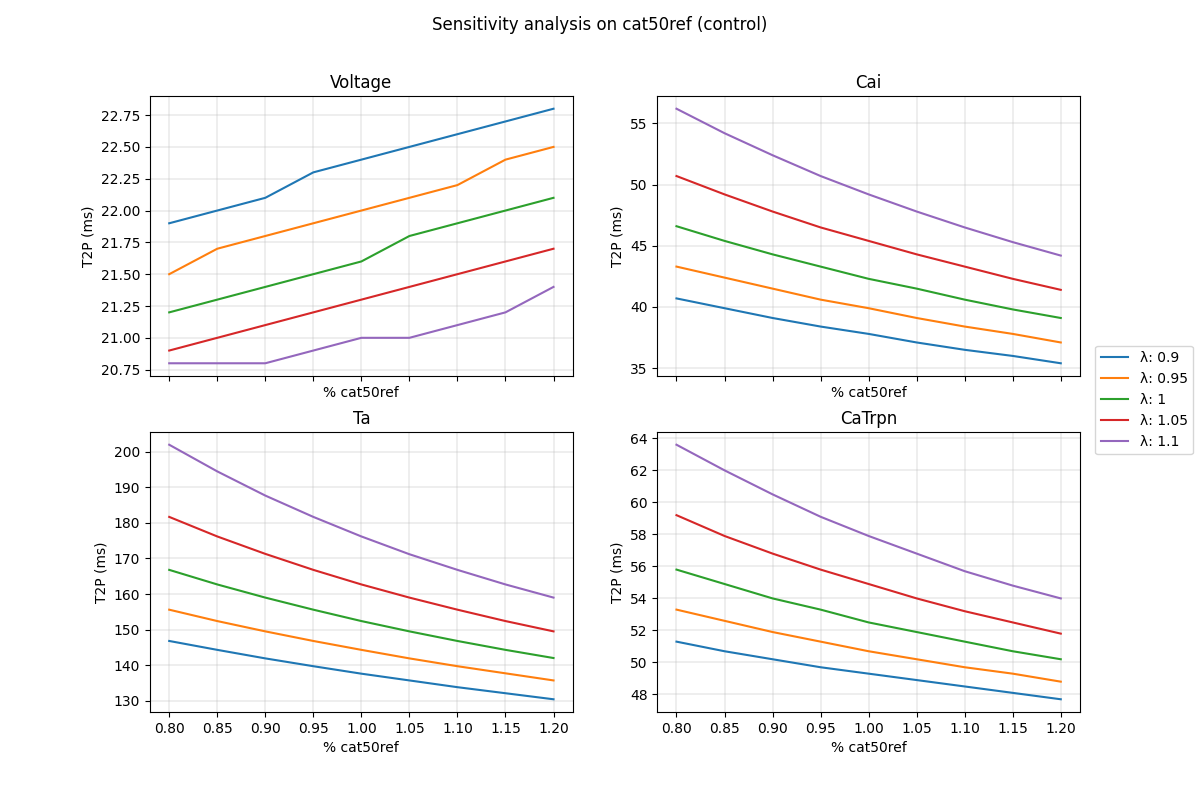 Sensitivity analysis on cat50ref (control)
Voltage
T2P (ms)
22.75
22.50
22.25
22.00
21.75
21.50
21.25
21.00
20.75
% cat50ref
Cai
T2P (ms)
55
50
45
40
35
% cat50ref
λ: 0.9
λ: 0.95
λ: 1
λ: 1.05
λ: 1.1
Ta
T2P (ms)
200
190
180
170
160
150
140
130
0.80 0.85 0.90 0.95 1.00 1.05 1.10 1.15 1.20
% cat50ref
CaTrpn
T2P (ms)
64
62
60
58
56
54
52
50
48
0.80 0.85 0.90 0.95 1.00 1.05 1.10 1.15 1.20
% cat50ref